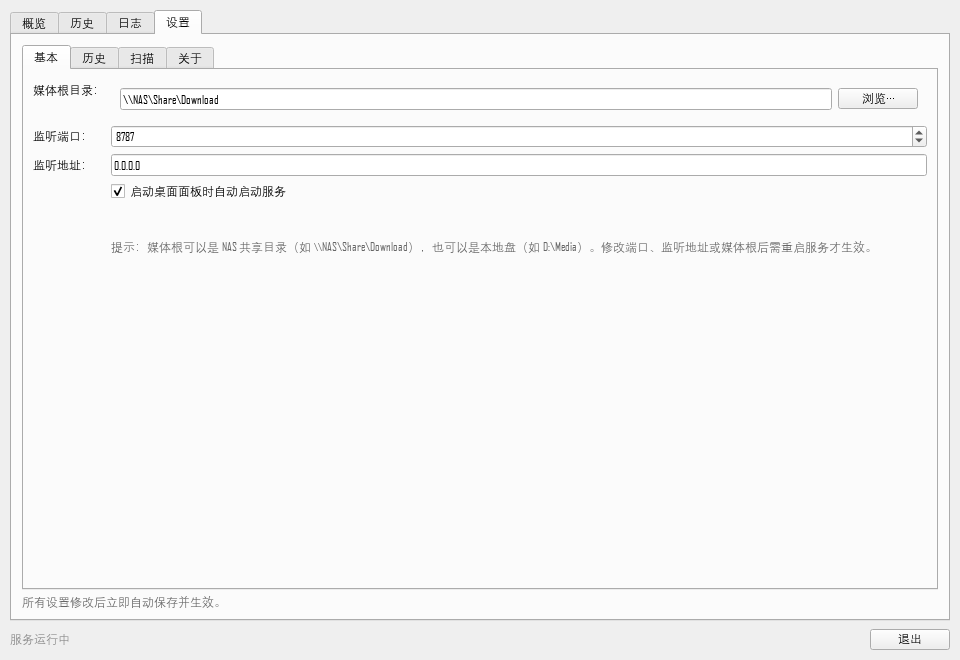 概览 历史 日志 设置
基本 历史 扫描 关于
媒体根目录: \\NAS\Share\Download 浏览…
监听端口: 8787
监听地址: 0.0.0.0
启动桌面面板时自动启动服务
提示: 媒体根可以是 NAS 共享目录（如 \\NAS\Share\Download），也可以是本地盘（如 D:\Media）。修改端口、监听地址或媒体根后需重启服务才生效。
所有设置修改后立即自动保存并生效。
服务运行中 退出